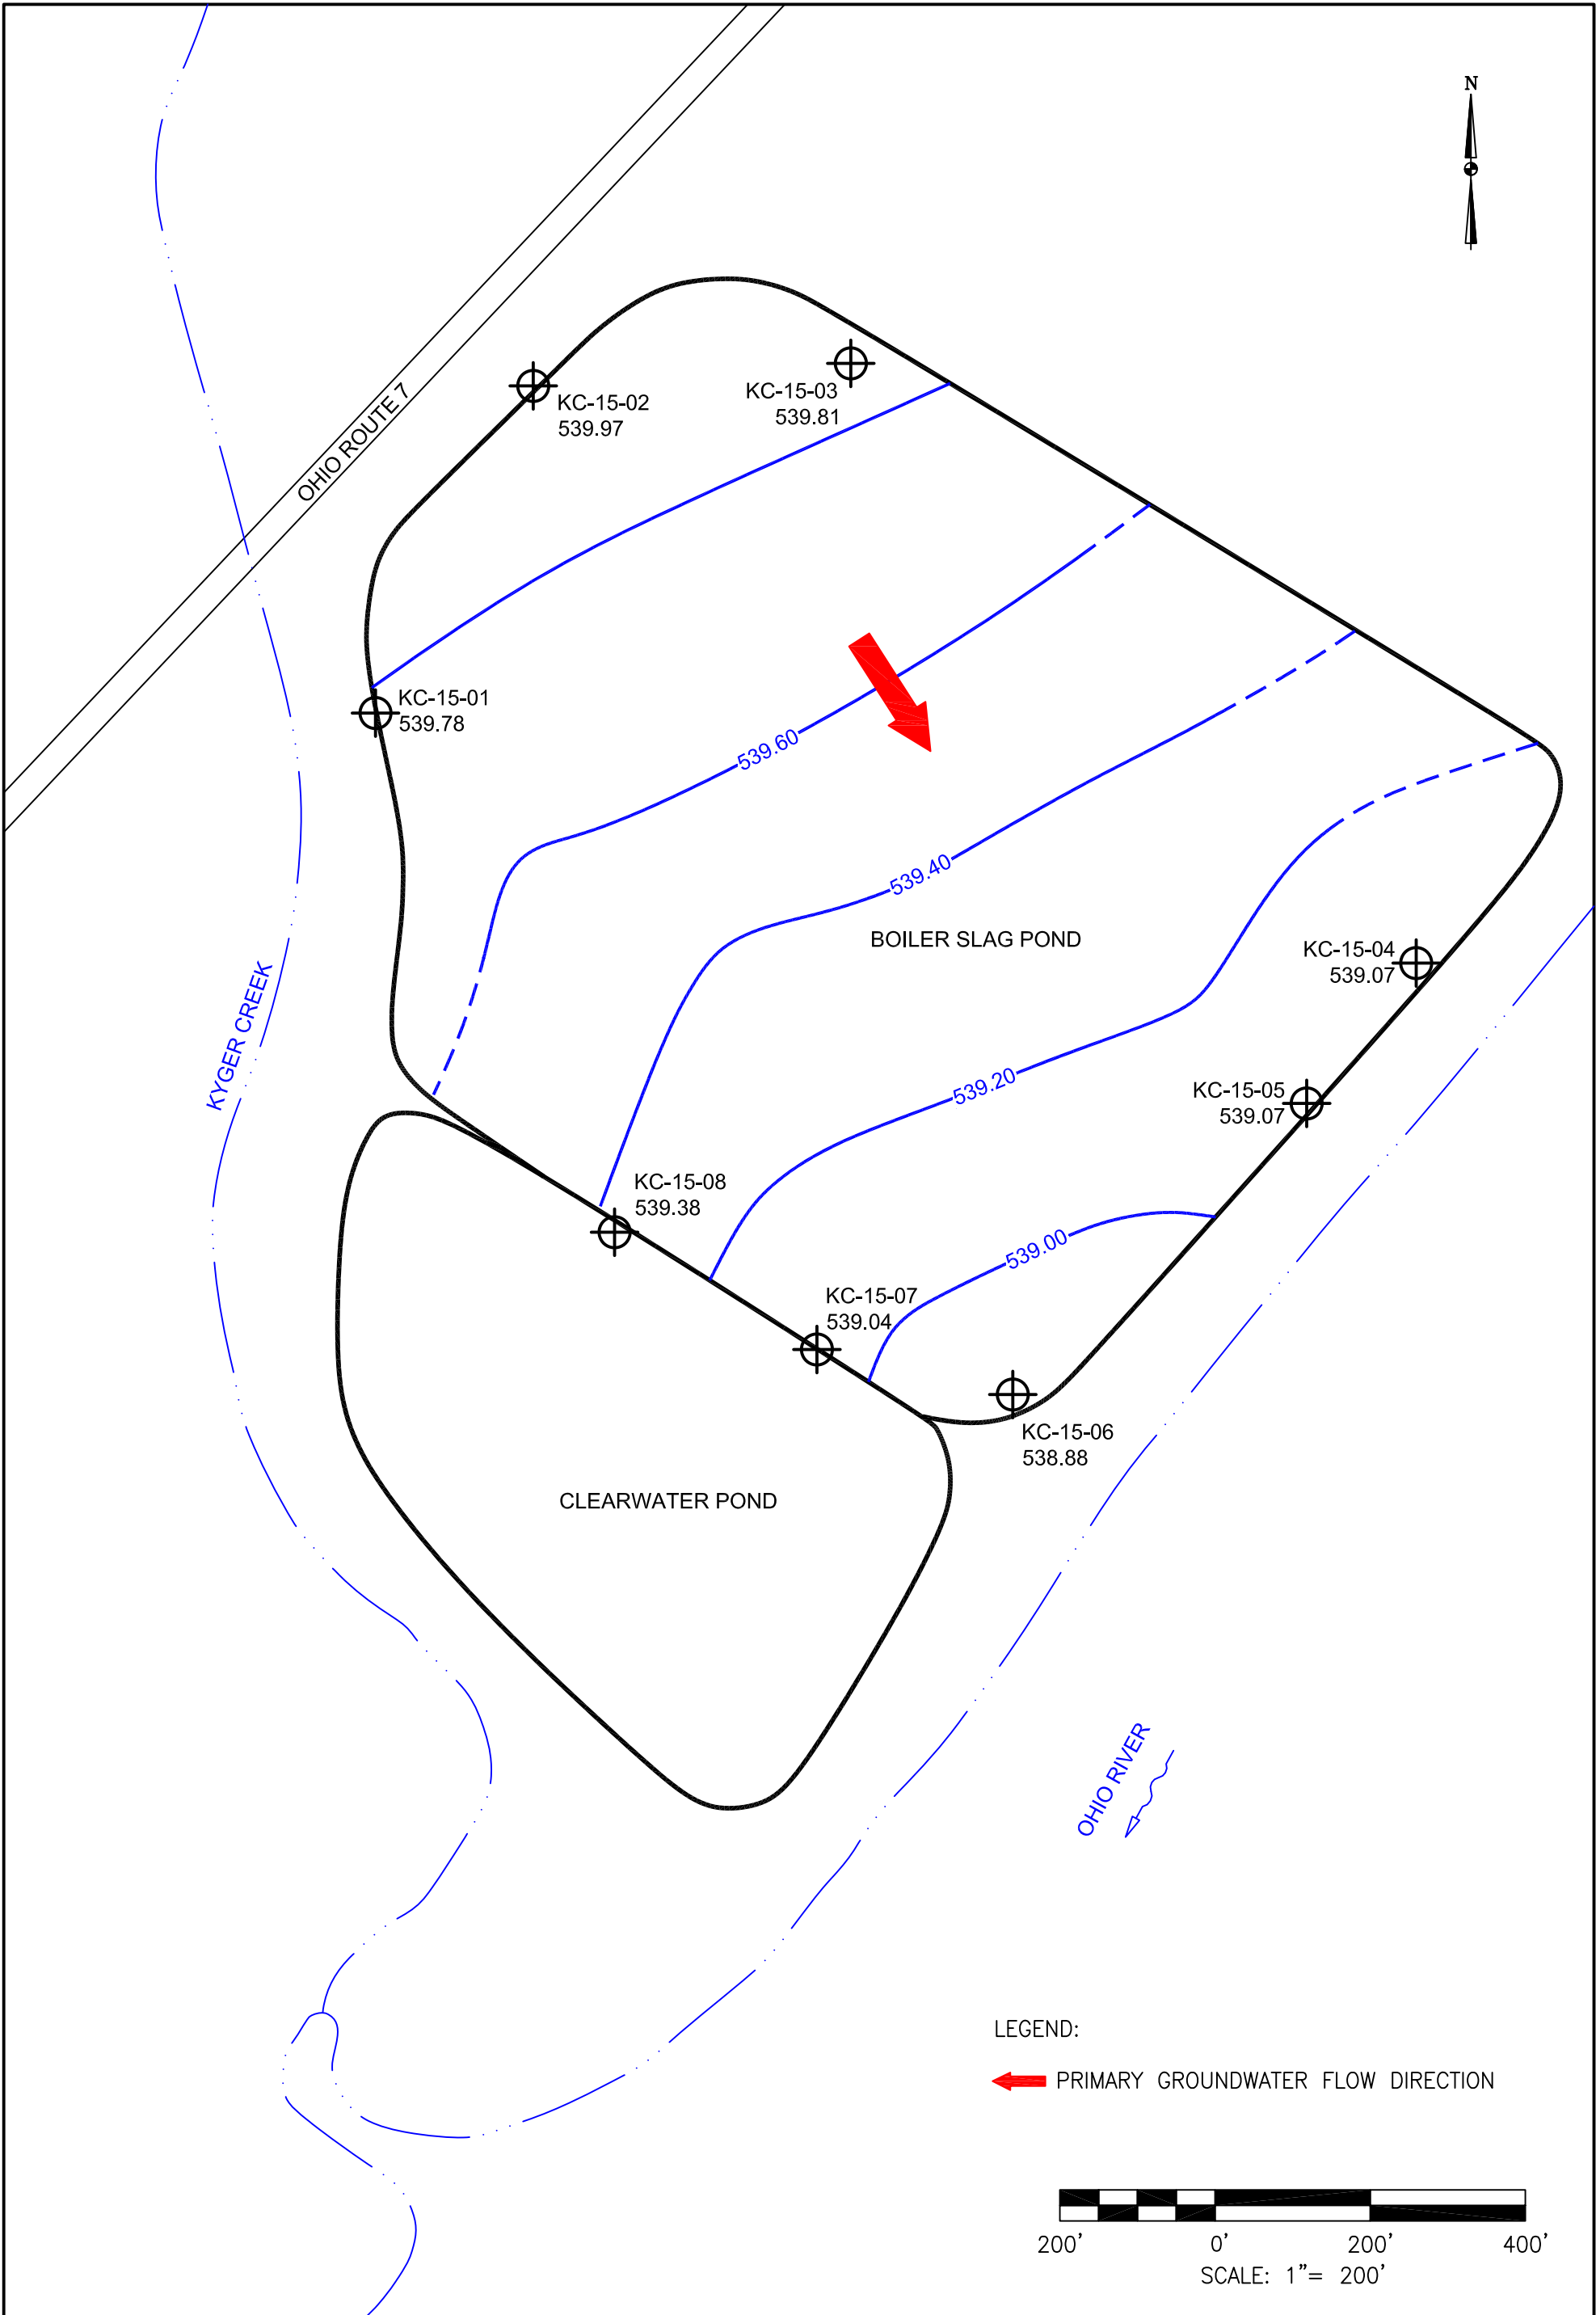 N
KC-15-02
539.97
KC-15-03
539.81
OHIO ROUTE 7
KC-15-01
539.78
539.60
539.40
BOILER SLAG POND
KC-15-04
539.07
KYGER CREEK
539.20
KC-15-05
539.07
KC-15-08
539.38
539.00
KC-15-07
539.04
KC-15-06
538.88
CLEARWATER POND
OHIO RIVER
LEGEND:
PRIMARY GROUNDWATER FLOW DIRECTION
200' 0' 200' 400'
SCALE: 1"= 200'